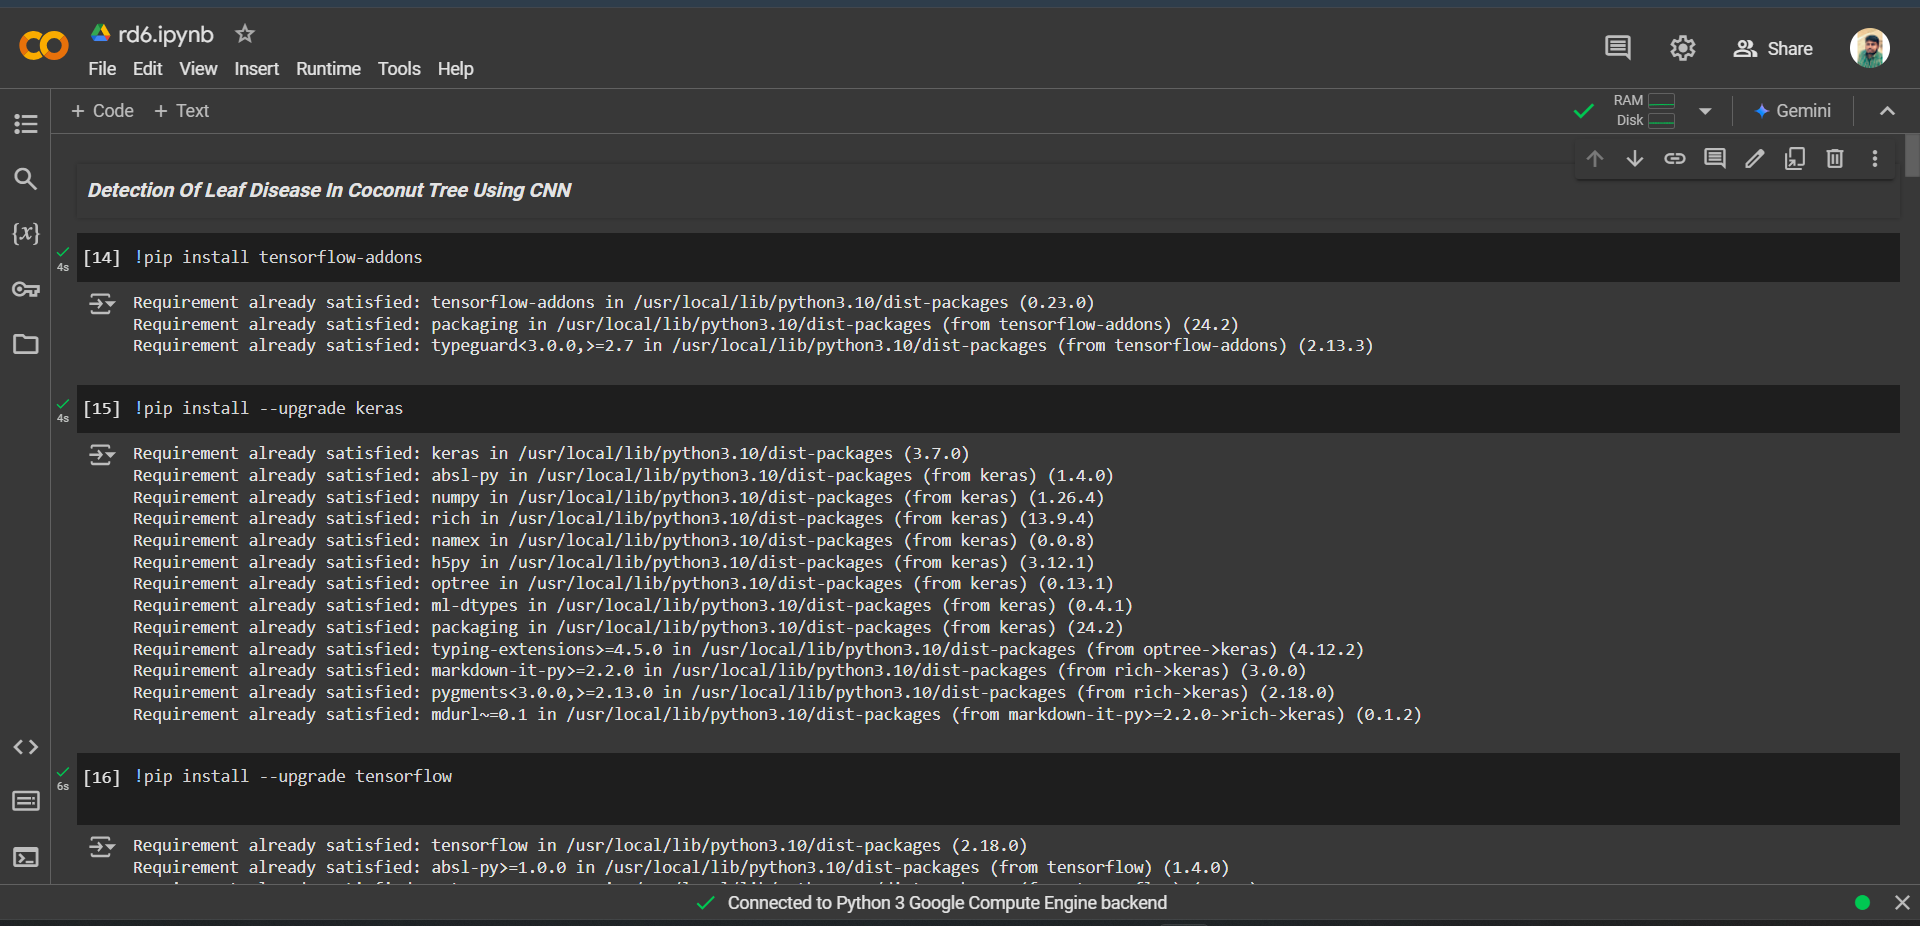 rd6.ipynb
File Edit View Insert Runtime Tools Help
Share
+ Code + Text
RAM
Disk
Gemini
Detection Of Leaf Disease In Coconut Tree Using CNN
{x}
4s
[14] !pip install tensorflow-addons
Requirement already satisfied: tensorflow-addons in /usr/local/lib/python3.10/dist-packages (0.23.0)
Requirement already satisfied: packaging in /usr/local/lib/python3.10/dist-packages (from tensorflow-addons) (24.2)
Requirement already satisfied: typeguard<3.0.0,>=2.7 in /usr/local/lib/python3.10/dist-packages (from tensorflow-addons) (2.13.3)
4s
[15] !pip install --upgrade keras
Requirement already satisfied: keras in /usr/local/lib/python3.10/dist-packages (3.7.0)
Requirement already satisfied: absl-py in /usr/local/lib/python3.10/dist-packages (from keras) (1.4.0)
Requirement already satisfied: numpy in /usr/local/lib/python3.10/dist-packages (from keras) (1.26.4)
Requirement already satisfied: rich in /usr/local/lib/python3.10/dist-packages (from keras) (13.9.4)
Requirement already satisfied: namex in /usr/local/lib/python3.10/dist-packages (from keras) (0.0.8)
Requirement already satisfied: h5py in /usr/local/lib/python3.10/dist-packages (from keras) (3.12.1)
Requirement already satisfied: optree in /usr/local/lib/python3.10/dist-packages (from keras) (0.13.1)
Requirement already satisfied: ml-dtypes in /usr/local/lib/python3.10/dist-packages (from keras) (0.4.1)
Requirement already satisfied: packaging in /usr/local/lib/python3.10/dist-packages (from keras) (24.2)
Requirement already satisfied: typing-extensions>=4.5.0 in /usr/local/lib/python3.10/dist-packages (from optree->keras) (4.12.2)
Requirement already satisfied: markdown-it-py>=2.2.0 in /usr/local/lib/python3.10/dist-packages (from rich->keras) (3.0.0)
Requirement already satisfied: pygments<3.0.0,>=2.13.0 in /usr/local/lib/python3.10/dist-packages (from rich->keras) (2.18.0)
Requirement already satisfied: mdurl~=0.1 in /usr/local/lib/python3.10/dist-packages (from markdown-it-py>=2.2.0->rich->keras) (0.1.2)
6s
[16] !pip install --upgrade tensorflow
Requirement already satisfied: tensorflow in /usr/local/lib/python3.10/dist-packages (2.18.0)
Requirement already satisfied: absl-py>=1.0.0 in /usr/local/lib/python3.10/dist-packages (from tensorflow) (1.4.0)
Connected to Python 3 Google Compute Engine backend